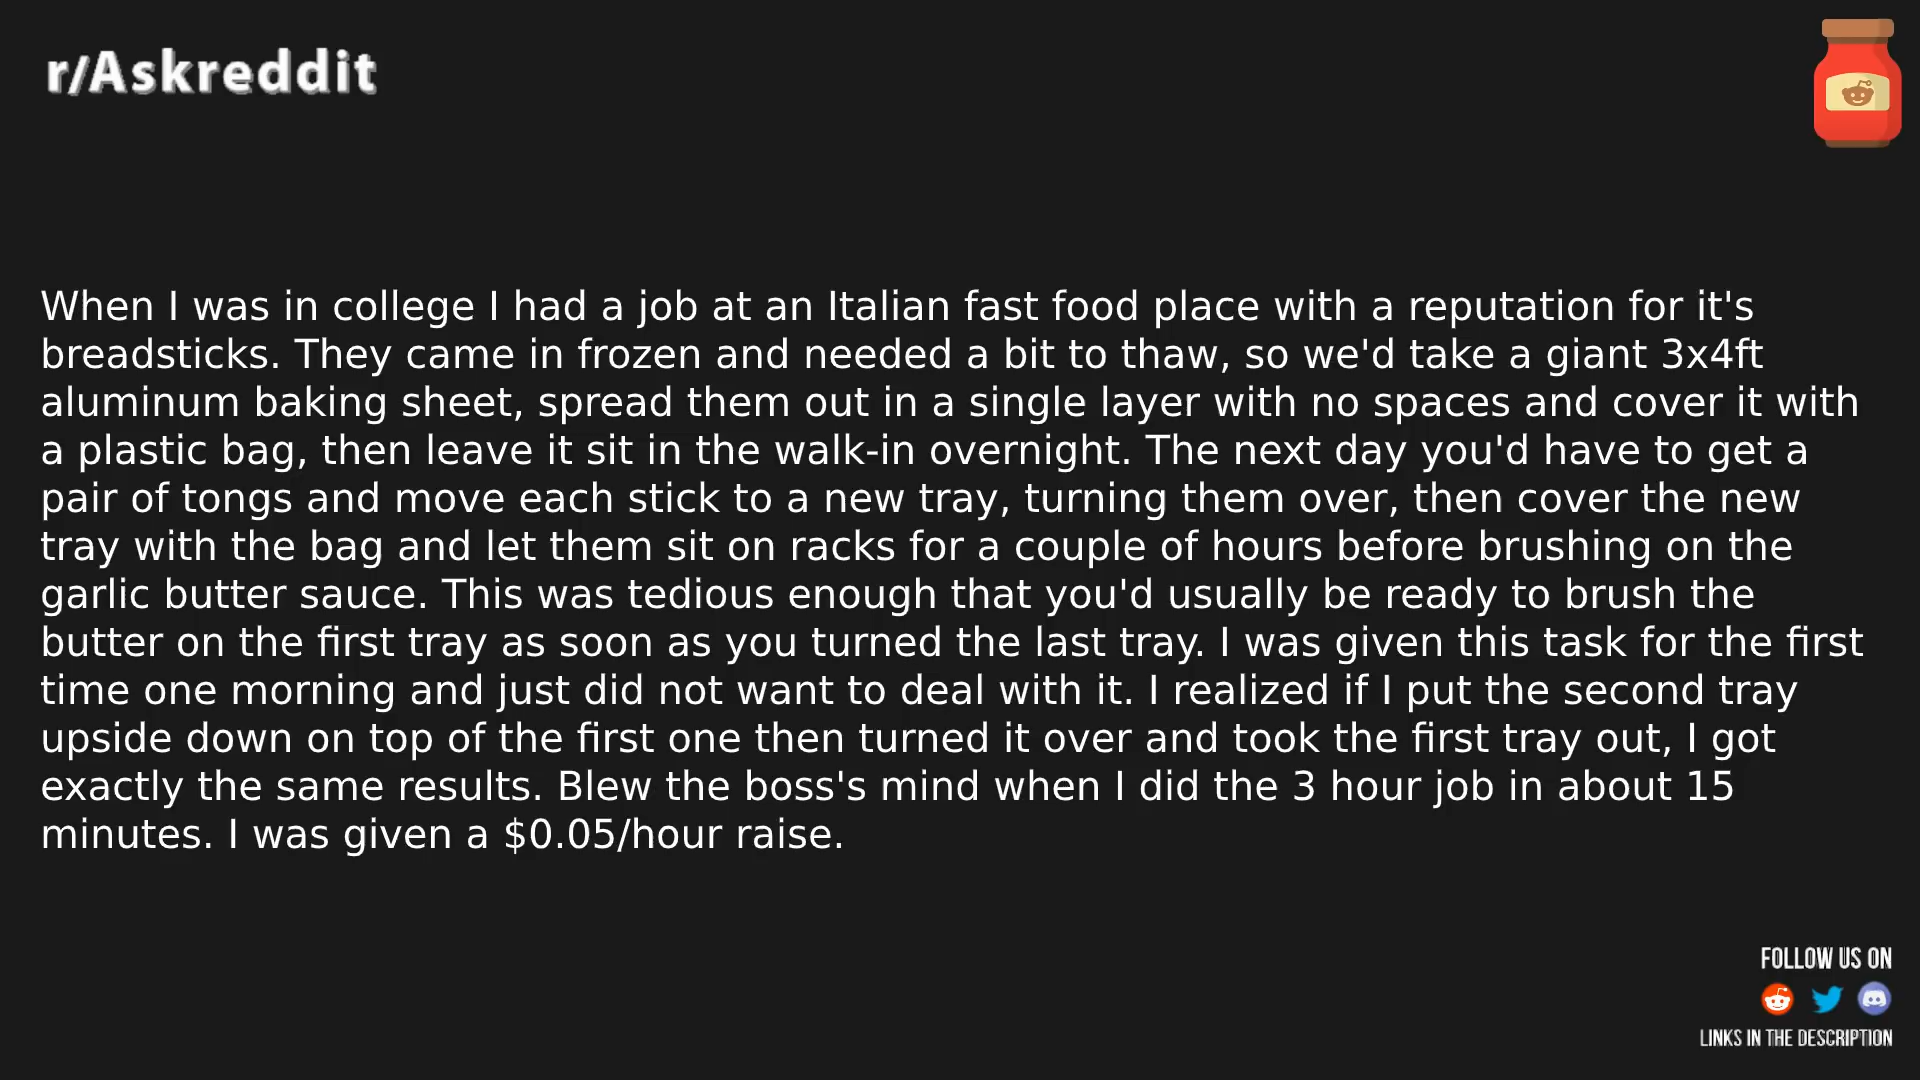 r/Askreddit
When I was in college I had a job at an Italian fast food place with a reputation for it's
breadsticks. They came in frozen and needed a bit to thaw, so we'd take a giant 3x4ft
aluminum baking sheet, spread them out in a single layer with no spaces and cover it with
a plastic bag, then leave it sit in the walk-in overnight. The next day you'd have to get a
pair of tongs and move each stick to a new tray, turning them over, then cover the new
tray with the bag and let them sit on racks for a couple of hours before brushing on the
garlic butter sauce. This was tedious enough that you'd usually be ready to brush the
butter on the first tray as soon as you turned the last tray. I was given this task for the first
time one morning and just did not want to deal with it. I realized if I put the second tray
upside down on top of the first one then turned it over and took the first tray out, I got
exactly the same results. Blew the boss's mind when I did the 3 hour job in about 15
minutes. I was given a $0.05/hour raise.
FOLLOW US ON
LINKS IN THE DESCRIPTION